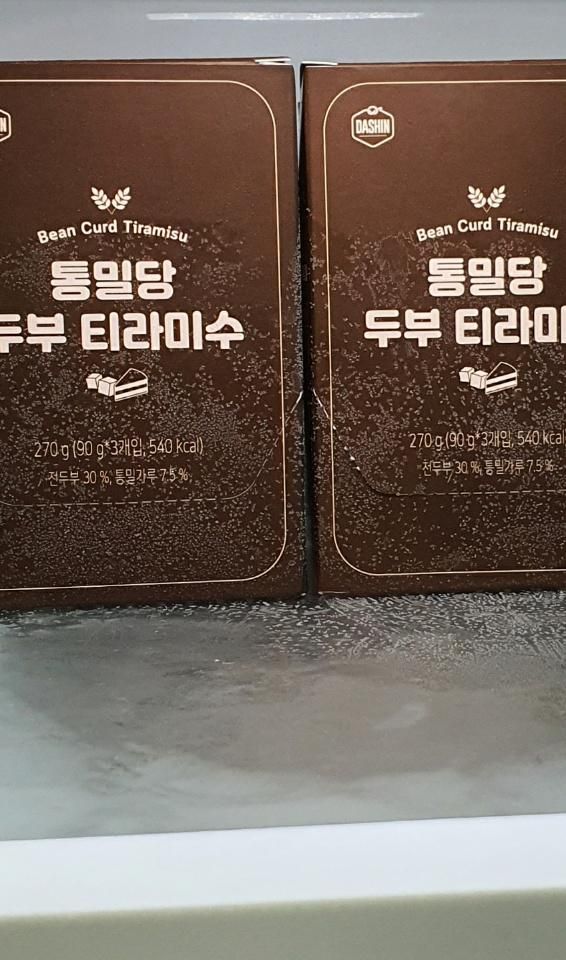 Bean Curd Tiramisu
통밀당
두부 티라미수
270 g (90 g*3개입, 540 kcal)
전두부 30 %, 통밀가루 7.5 %
DASHIN
Bean Curd Tiramisu
통밀당
두부 티라미
270 g (90 g*3개입, 540 kcal
전두부 30 %, 통밀가루 7.5 %